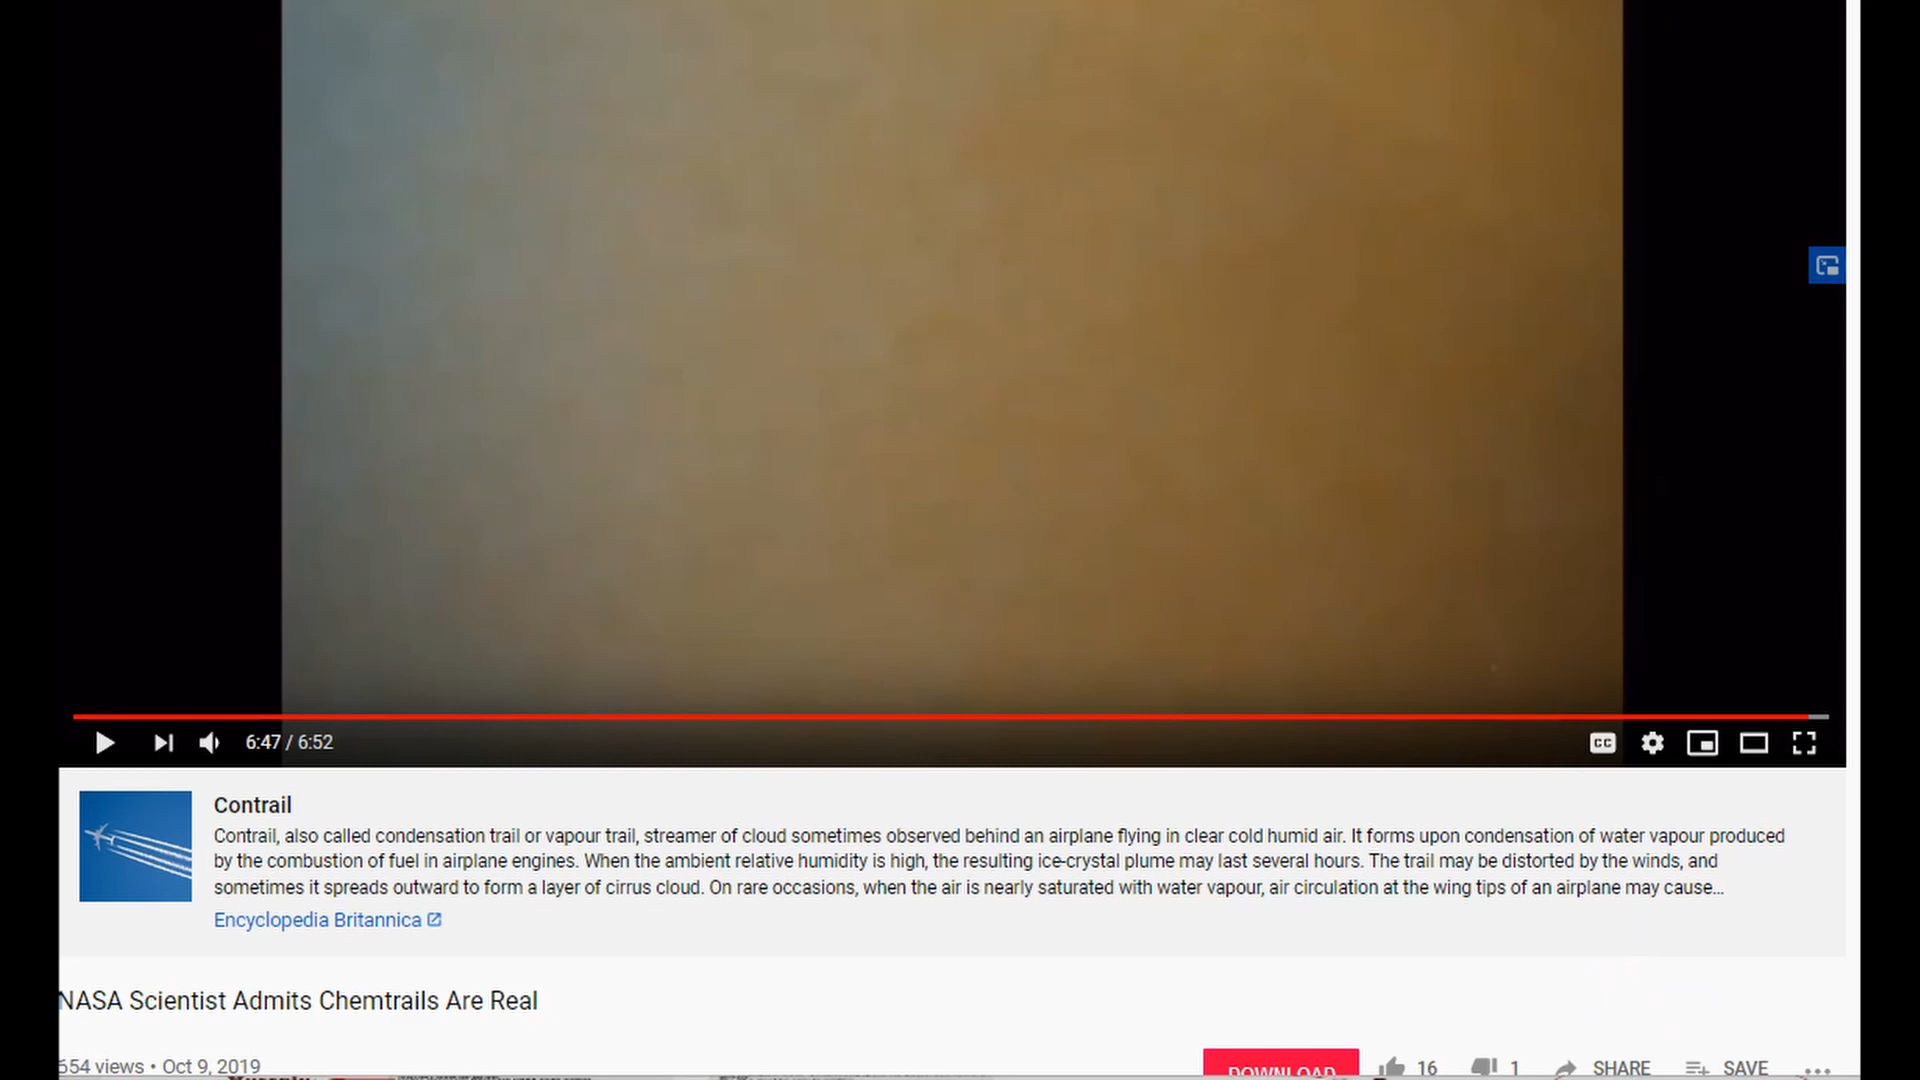 6:47 / 6:52
CC
Contrail
Contrail, also called condensation trail or vapour trail, streamer of cloud sometimes observed behind an airplane flying in clear cold humid air. It forms upon condensation of water vapour produced
by the combustion of fuel in airplane engines. When the ambient relative humidity is high, the resulting ice-crystal plume may last several hours. The trail may be distorted by the winds, and
sometimes it spreads outward to form a layer of cirrus cloud. On rare occasions, when the air is nearly saturated with water vapour, air circulation at the wing tips of an airplane may cause...
Encyclopedia Britannica
NASA Scientist Admits Chemtrails Are Real
654 views • Oct 9, 2019 DOWNLOAD 16 1 SHARE SAVE